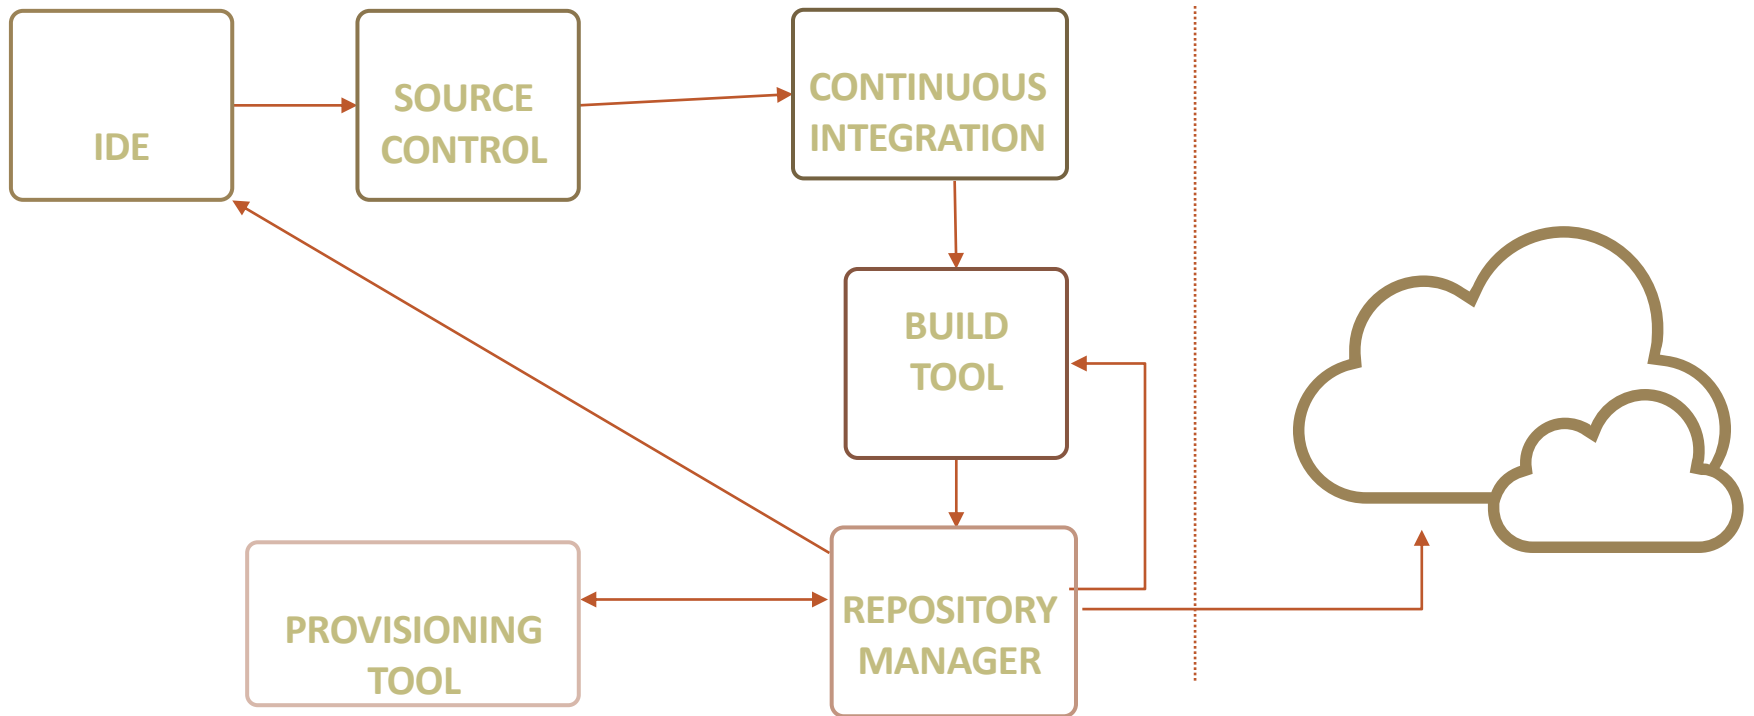 IDE
SOURCE
CONTROL
CONTINUOUS
INTEGRATION
BUILD
TOOL
PROVISIONING
TOOL
REPOSITORY
MANAGER